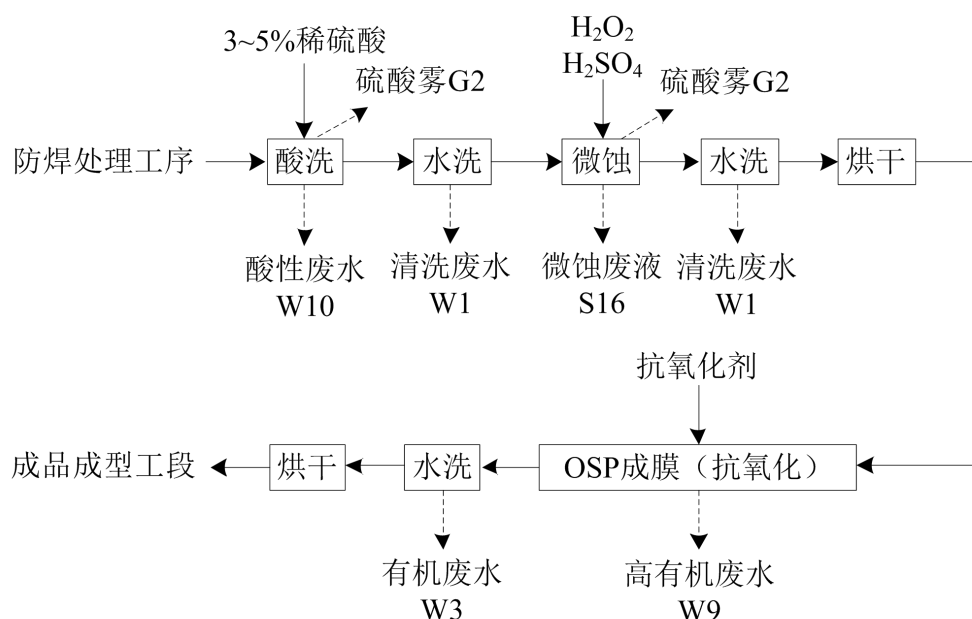 3~5%稀硫酸
硫酸雾G2
H₂O₂
H₂SO₄
硫酸雾G2
防焊处理工序
酸洗
水洗
微蚀
水洗
烘干
酸性废水
W10
清洗废水
W1
微蚀废液
S16
清洗废水
W1
抗氧化剂
成品成型工段
烘干
水洗
OSP成膜（抗氧化）
有机废水
W3
高有机废水
W9